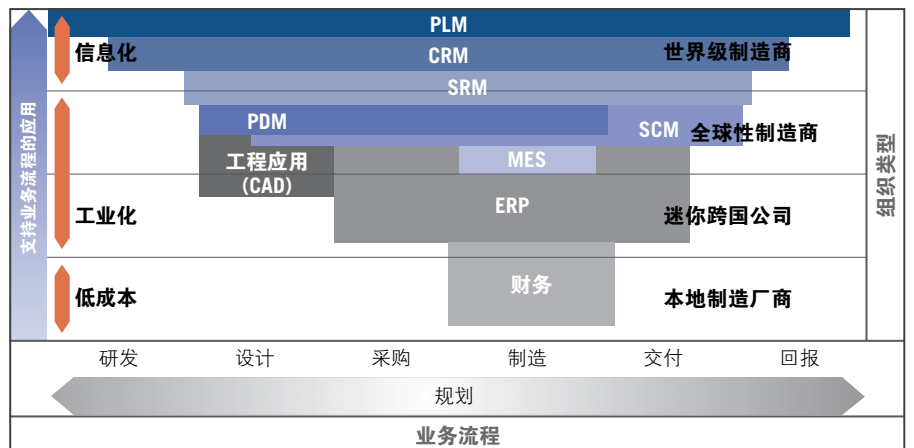 PLM
信息化
CRM
世界级制造商
SRM
支持业务流程的应用
PDM
SCM
全球性制造商
工程应用
(CAD)
MES
组织类型
工业化
ERP
迷你跨国公司
低成本
财务
本地制造厂商
研发
设计
采购
制造
交付
回报
规划
业务流程